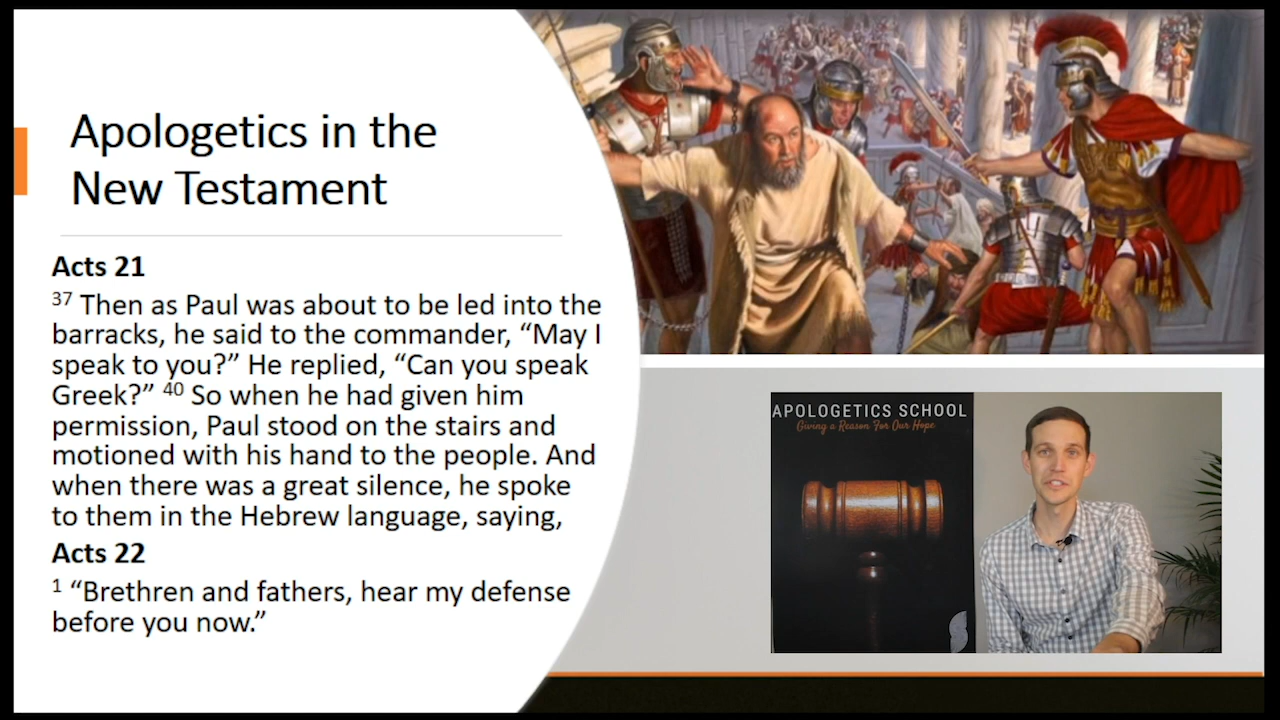 Apologetics in the
New Testament
Acts 21
37 Then as Paul was about to be led into the
barracks, he said to the commander, “May I
speak to you?” He replied, “Can you speak
Greek?” 40 So when he had given him
permission, Paul stood on the stairs and
motioned with his hand to the people. And
when there was a great silence, he spoke
to them in the Hebrew language, saying,
Acts 22
1 “Brethren and fathers, hear my defense
before you now.”
APOLOGETICS SCHOOL
Giving a Reason For Our Hope